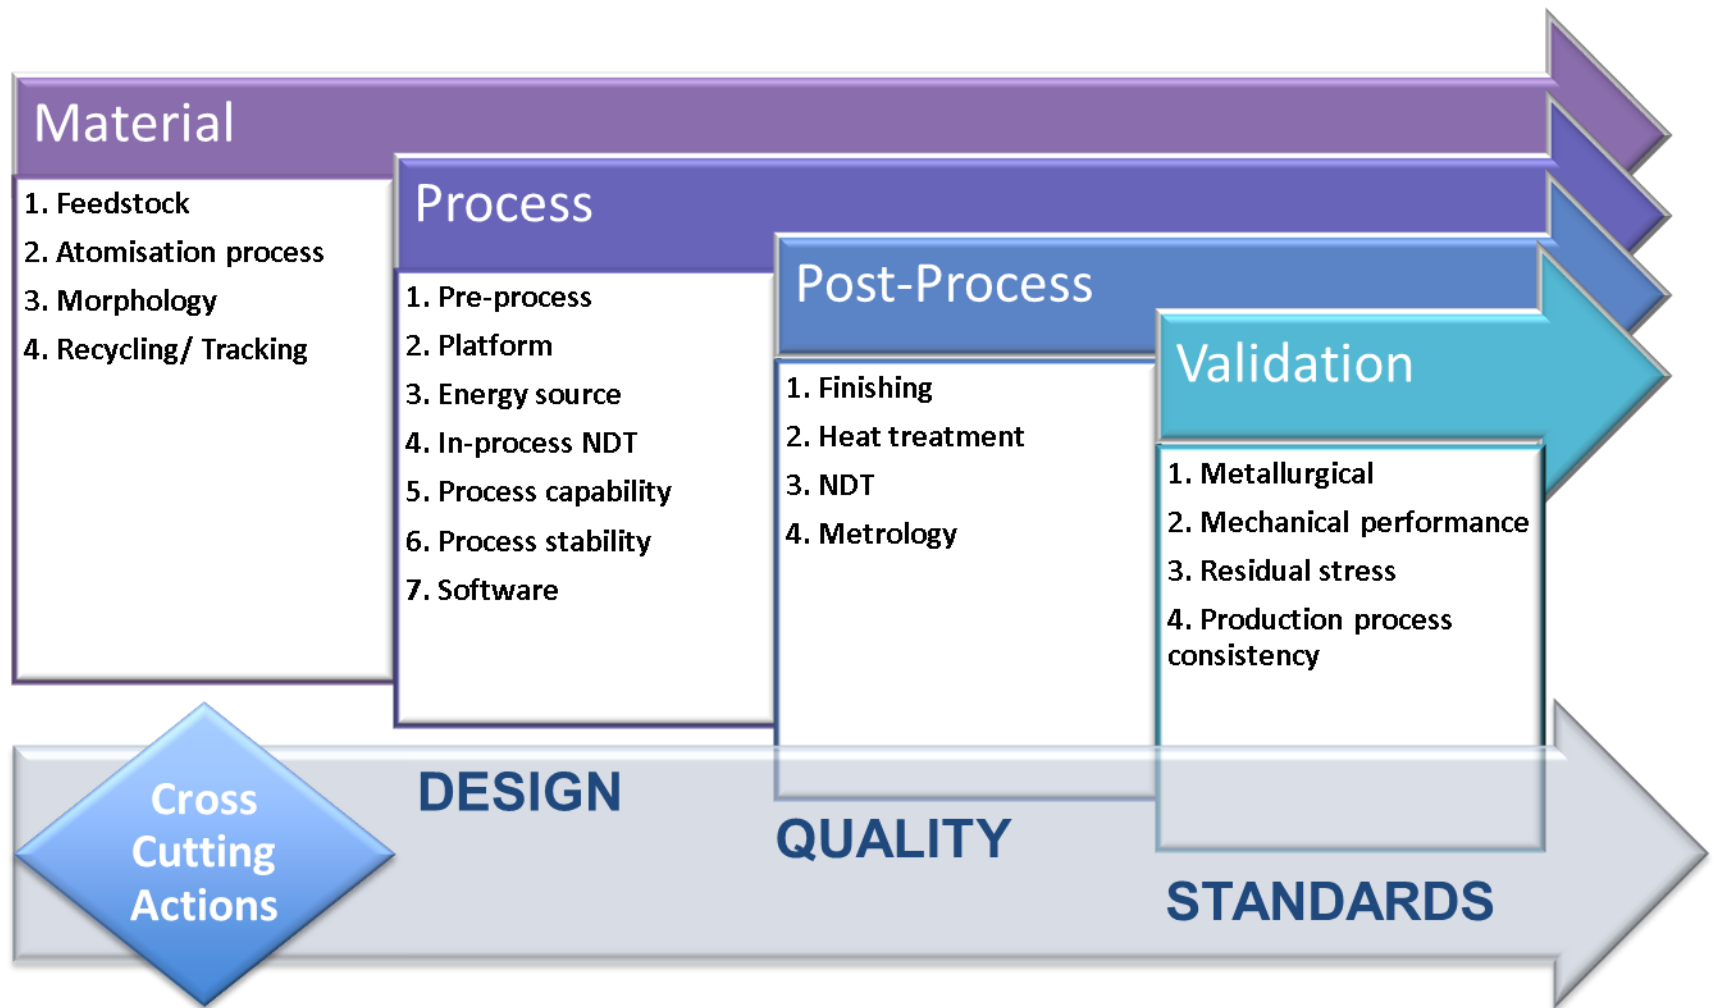 Material
1. Feedstock
2. Atomisation process
3. Morphology
4. Recycling/ Tracking
Process
1. Pre-process
2. Platform
3. Energy source
4. In-process NDT
5. Process capability
6. Process stability
7. Software
Post-Process
1. Finishing
2. Heat treatment
3. NDT
4. Metrology
Validation
1. Metallurgical
2. Mechanical performance
3. Residual stress
4. Production process
consistency
Cross
Cutting
Actions
DESIGN
QUALITY
STANDARDS